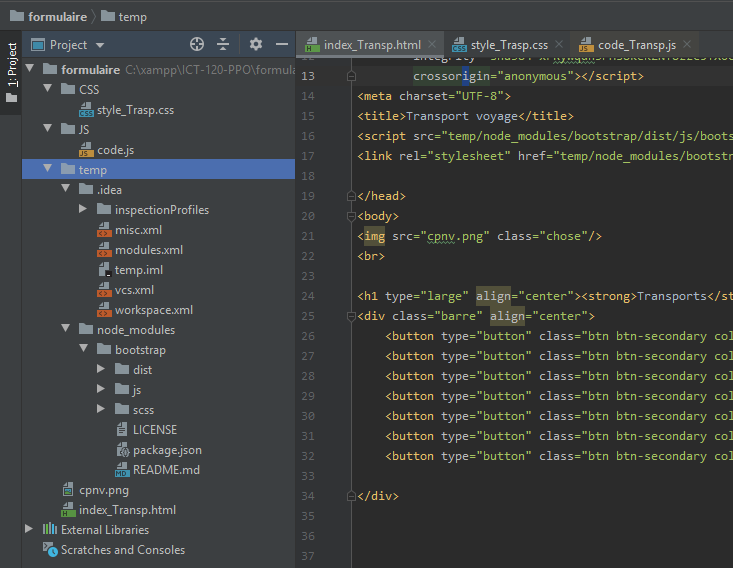 formulaire temp
1: Project
Project
formulaire C:\xampp\ICT-120-PPO\formula
CSS
style_Trasp.css
JS
code.js
temp
.idea
inspectionProfiles
misc.xml
modules.xml
temp.iml
vcs.xml
workspace.xml
node_modules
bootstrap
dist
js
scss
LICENSE
package.json
README.md
cpnv.png
index_Transp.html
External Libraries
Scratches and Consoles
index_Transp.html style_Trasp.css code_Transp.js
13 crossorigin="anonymous"></script>
14 <meta charset="UTF-8">
15 <title>Transport voyage</title>
16 <script src="temp/node_modules/bootstrap/dist/js/boots
17 <link rel="stylesheet" href="temp/node_modules/bootstr
18
19 </head>
20 <body>
21 <img src="cpnv.png" class="chose"/>
22 <br>
23
24 <h1 type="large" align="center"><strong>Transports</st
25 <div class="barre" align="center">
26 <button type="button" class="btn btn-secondary col
27 <button type="button" class="btn btn-secondary col
28 <button type="button" class="btn btn-secondary col
29 <button type="button" class="btn btn-secondary col
30 <button type="button" class="btn btn-secondary col
31 <button type="button" class="btn btn-secondary col
32 <button type="button" class="btn btn-secondary col
33
34 </div>
35
36
37